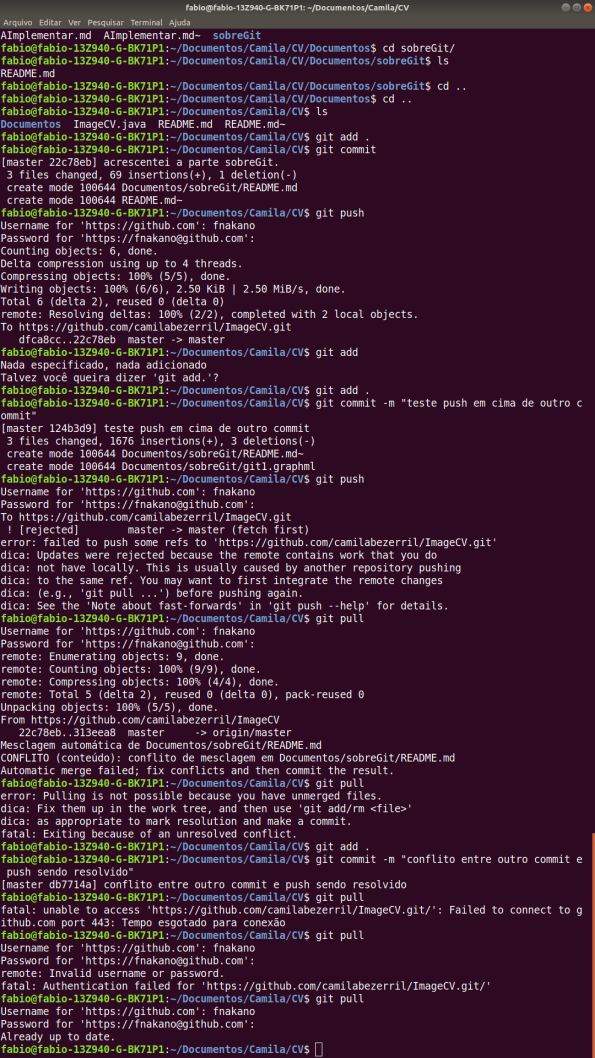 fabio@fabio-13Z940-G-BK71P1: ~/Documentos/Camila/CV
Arquivo Editar Ver Pesquisar Terminal Ajuda
AImplementar.md  AImplementar.md~  sobreGit
fabio@fabio-13Z940-G-BK71P1:~/Documentos/Camila/CV/Documentos$ cd sobreGit/
fabio@fabio-13Z940-G-BK71P1:~/Documentos/Camila/CV/Documentos/sobreGit$ ls
README.md
fabio@fabio-13Z940-G-BK71P1:~/Documentos/Camila/CV/Documentos/sobreGit$ cd ..
fabio@fabio-13Z940-G-BK71P1:~/Documentos/Camila/CV/Documentos$ cd ..
fabio@fabio-13Z940-G-BK71P1:~/Documentos/Camila/CV$ ls
Documentos  ImageCV.java  README.md  README.md~
fabio@fabio-13Z940-G-BK71P1:~/Documentos/Camila/CV$ git add .
fabio@fabio-13Z940-G-BK71P1:~/Documentos/Camila/CV$ git commit
[master 22c78eb] acrescentei a parte sobreGit.
 3 files changed, 69 insertions(+), 1 deletion(-)
 create mode 100644 Documentos/sobreGit/README.md
 create mode 100644 README.md~
fabio@fabio-13Z940-G-BK71P1:~/Documentos/Camila/CV$ git push
Username for 'https://github.com': fnakano
Password for 'https://fnakano@github.com':
Counting objects: 6, done.
Delta compression using up to 4 threads.
Compressing objects: 100% (5/5), done.
Writing objects: 100% (6/6), 2.50 KiB | 2.50 MiB/s, done.
Total 6 (delta 2), reused 0 (delta 0)
remote: Resolving deltas: 100% (2/2), completed with 2 local objects.
To https://github.com/camilabezerril/ImageCV.git
   dfca8cc..22c78eb  master -> master
fabio@fabio-13Z940-G-BK71P1:~/Documentos/Camila/CV$ git add
Nada especificado, nada adicionado
Talvez você queira dizer 'git add.'?
fabio@fabio-13Z940-G-BK71P1:~/Documentos/Camila/CV$ git add .
fabio@fabio-13Z940-G-BK71P1:~/Documentos/Camila/CV$ git commit -m "teste push em cima de outro c
ommit"
[master 124b3d9] teste push em cima de outro commit
 3 files changed, 1676 insertions(+), 3 deletions(-)
 create mode 100644 Documentos/sobreGit/README.md~
 create mode 100644 Documentos/sobreGit/git1.graphml
fabio@fabio-13Z940-G-BK71P1:~/Documentos/Camila/CV$ git push
Username for 'https://github.com': fnakano
Password for 'https://fnakano@github.com':
To https://github.com/camilabezerril/ImageCV.git
 ! [rejected]        master -> master (fetch first)
error: failed to push some refs to 'https://github.com/camilabezerril/ImageCV.git'
dica: Updates were rejected because the remote contains work that you do
dica: not have locally. This is usually caused by another repository pushing
dica: to the same ref. You may want to first integrate the remote changes
dica: (e.g., 'git pull ...') before pushing again.
dica: See the 'Note about fast-forwards' in 'git push --help' for details.
fabio@fabio-13Z940-G-BK71P1:~/Documentos/Camila/CV$ git pull
Username for 'https://github.com': fnakano
Password for 'https://fnakano@github.com':
remote: Enumerating objects: 9, done.
remote: Counting objects: 100% (9/9), done.
remote: Compressing objects: 100% (4/4), done.
remote: Total 5 (delta 2), reused 0 (delta 0), pack-reused 0
Unpacking objects: 100% (5/5), done.
From https://github.com/camilabezerril/ImageCV
   22c78eb..313eea8  master     -> origin/master
Mesclagem automática de Documentos/sobreGit/README.md
CONFLITO (conteúdo): conflito de mesclagem em Documentos/sobreGit/README.md
Automatic merge failed; fix conflicts and then commit the result.
fabio@fabio-13Z940-G-BK71P1:~/Documentos/Camila/CV$ git pull
error: Pulling is not possible because you have unmerged files.
dica: Fix them up in the work tree, and then use 'git add/rm <file>'
dica: as appropriate to mark resolution and make a commit.
fatal: Exiting because of an unresolved conflict.
fabio@fabio-13Z940-G-BK71P1:~/Documentos/Camila/CV$ git add .
fabio@fabio-13Z940-G-BK71P1:~/Documentos/Camila/CV$ git commit -m "conflito entre outro commit e
 push sendo resolvido"
[master db7714a] conflito entre outro commit e push sendo resolvido
fabio@fabio-13Z940-G-BK71P1:~/Documentos/Camila/CV$ git pull
fatal: unable to access 'https://github.com/camilabezerril/ImageCV.git/': Failed to connect to g
ithub.com port 443: Tempo esgotado para conexão
fabio@fabio-13Z940-G-BK71P1:~/Documentos/Camila/CV$ git pull
Username for 'https://github.com': fnakano
Password for 'https://fnakano@github.com':
remote: Invalid username or password.
fatal: Authentication failed for 'https://github.com/camilabezerril/ImageCV.git/'
fabio@fabio-13Z940-G-BK71P1:~/Documentos/Camila/CV$ git pull
Username for 'https://github.com': fnakano
Password for 'https://fnakano@github.com':
Already up to date.
fabio@fabio-13Z940-G-BK71P1:~/Documentos/Camila/CV$